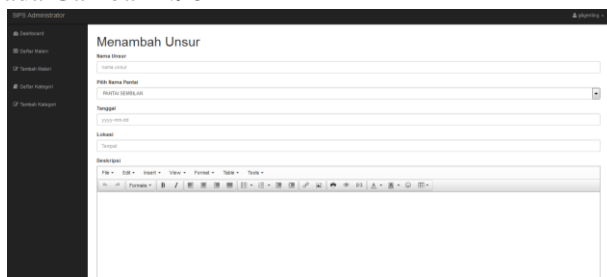 SIPS Administrator
Dashboard
Daftar Materi
Tambah Materi
Daftar Kategori
Tambah Kategori
Menambah Unsur
Nama Unsur
nama unsur
Pilih Nama Pantai
PANTAI SEMBILAN
Tanggal
yyyy-mm-dd
Lokasi
Tempat
Deskripsi
File Edit Insert View Format Table Tools
Formats B I A A